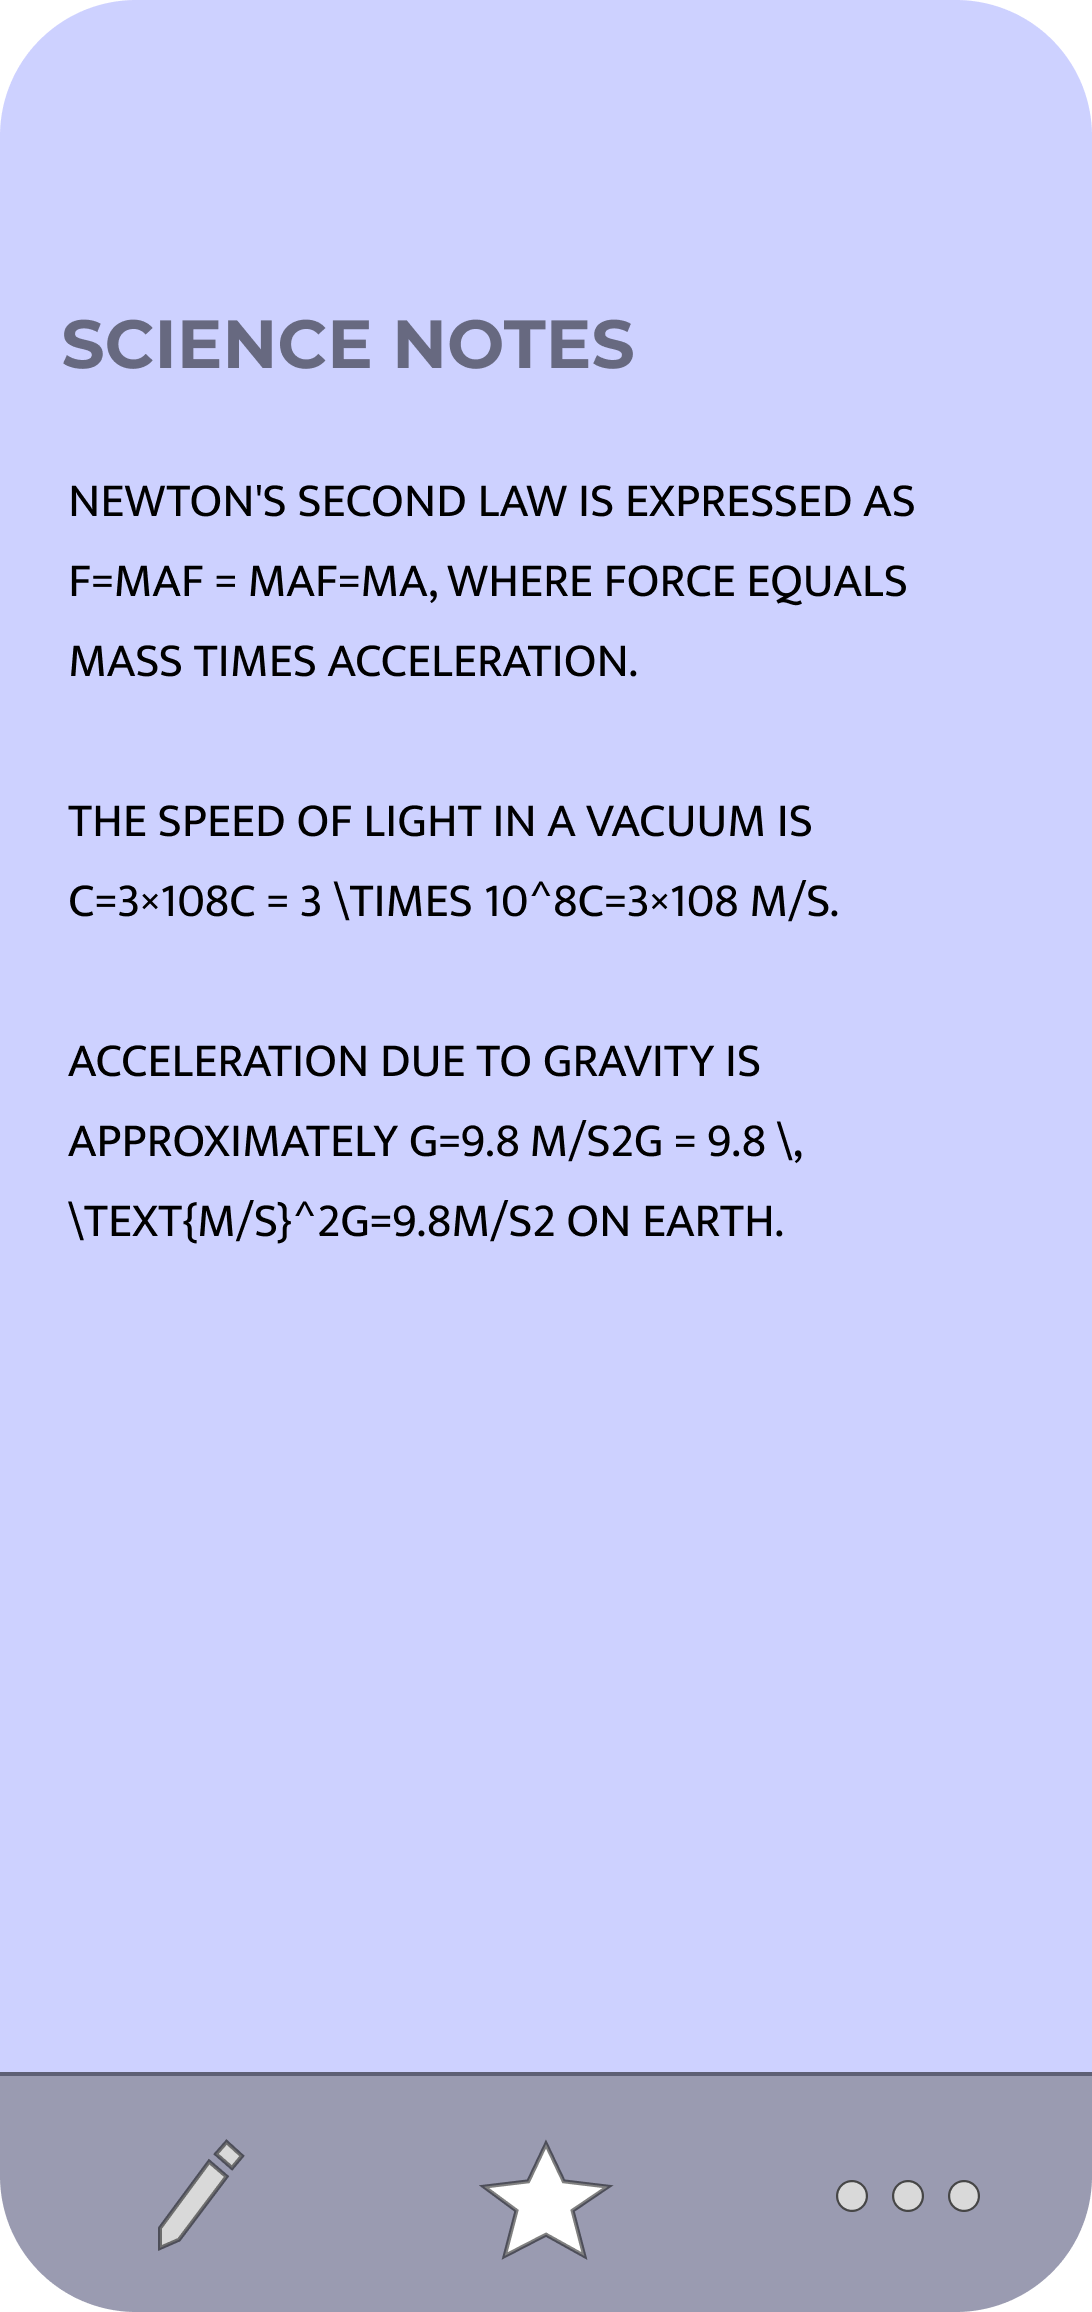 SCIENCE NOTES
NEWTON'S SECOND LAW IS EXPRESSED AS
F=MAF = MAF=MA, WHERE FORCE EQUALS
MASS TIMES ACCELERATION.
THE SPEED OF LIGHT IN A VACUUM IS
C=3×108C = 3 \TIMES 10^8C=3×108 M/S.
ACCELERATION DUE TO GRAVITY IS
APPROXIMATELY G=9.8 M/S2G = 9.8 \,
\TEXT{M/S}^2G=9.8M/S2 ON EARTH.